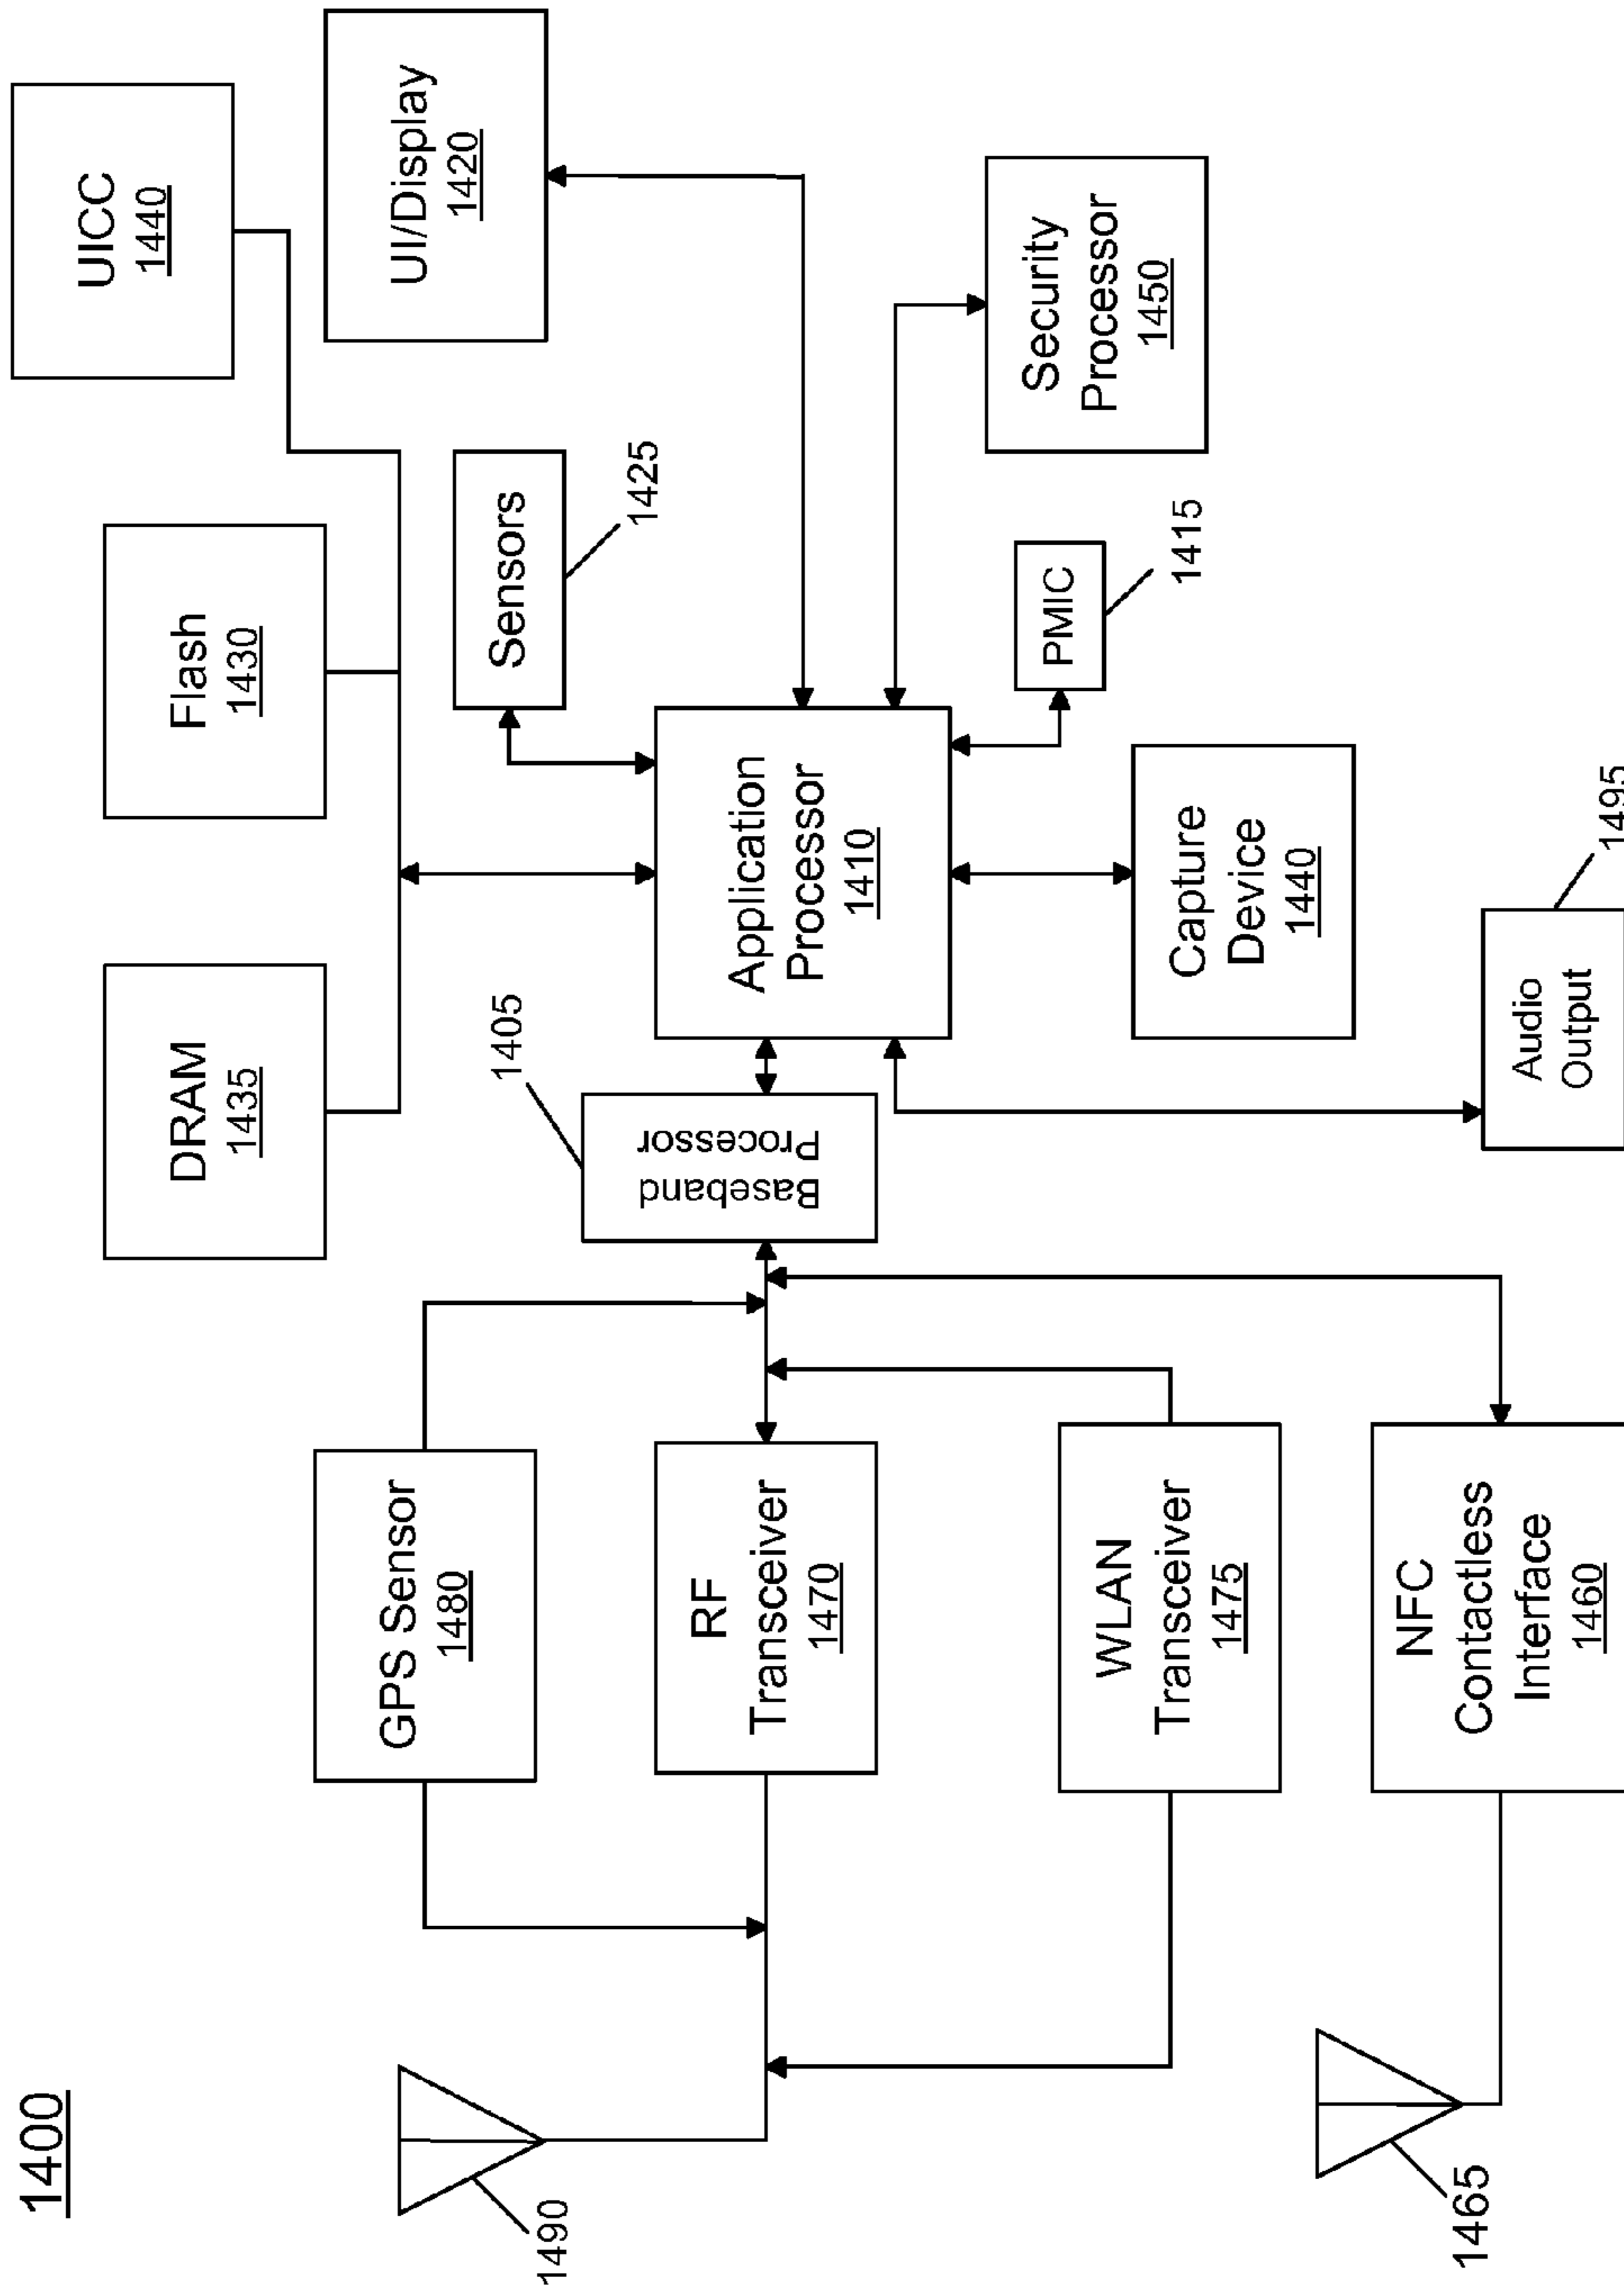 1400
UICC
1440
Flash
1430
DRAM
1435
UI/Display
1420
Sensors
1425
1405
Baseband
Processor
Application
Processor
1410
Security
Processor
1450
PMIC
1415
Capture
Device
1440
Audio
Output
1495
GPS Sensor
1480
RF
Transceiver
1470
WLAN
Transceiver
1475
NFC
Contactless
Interface
1460
1490
1465